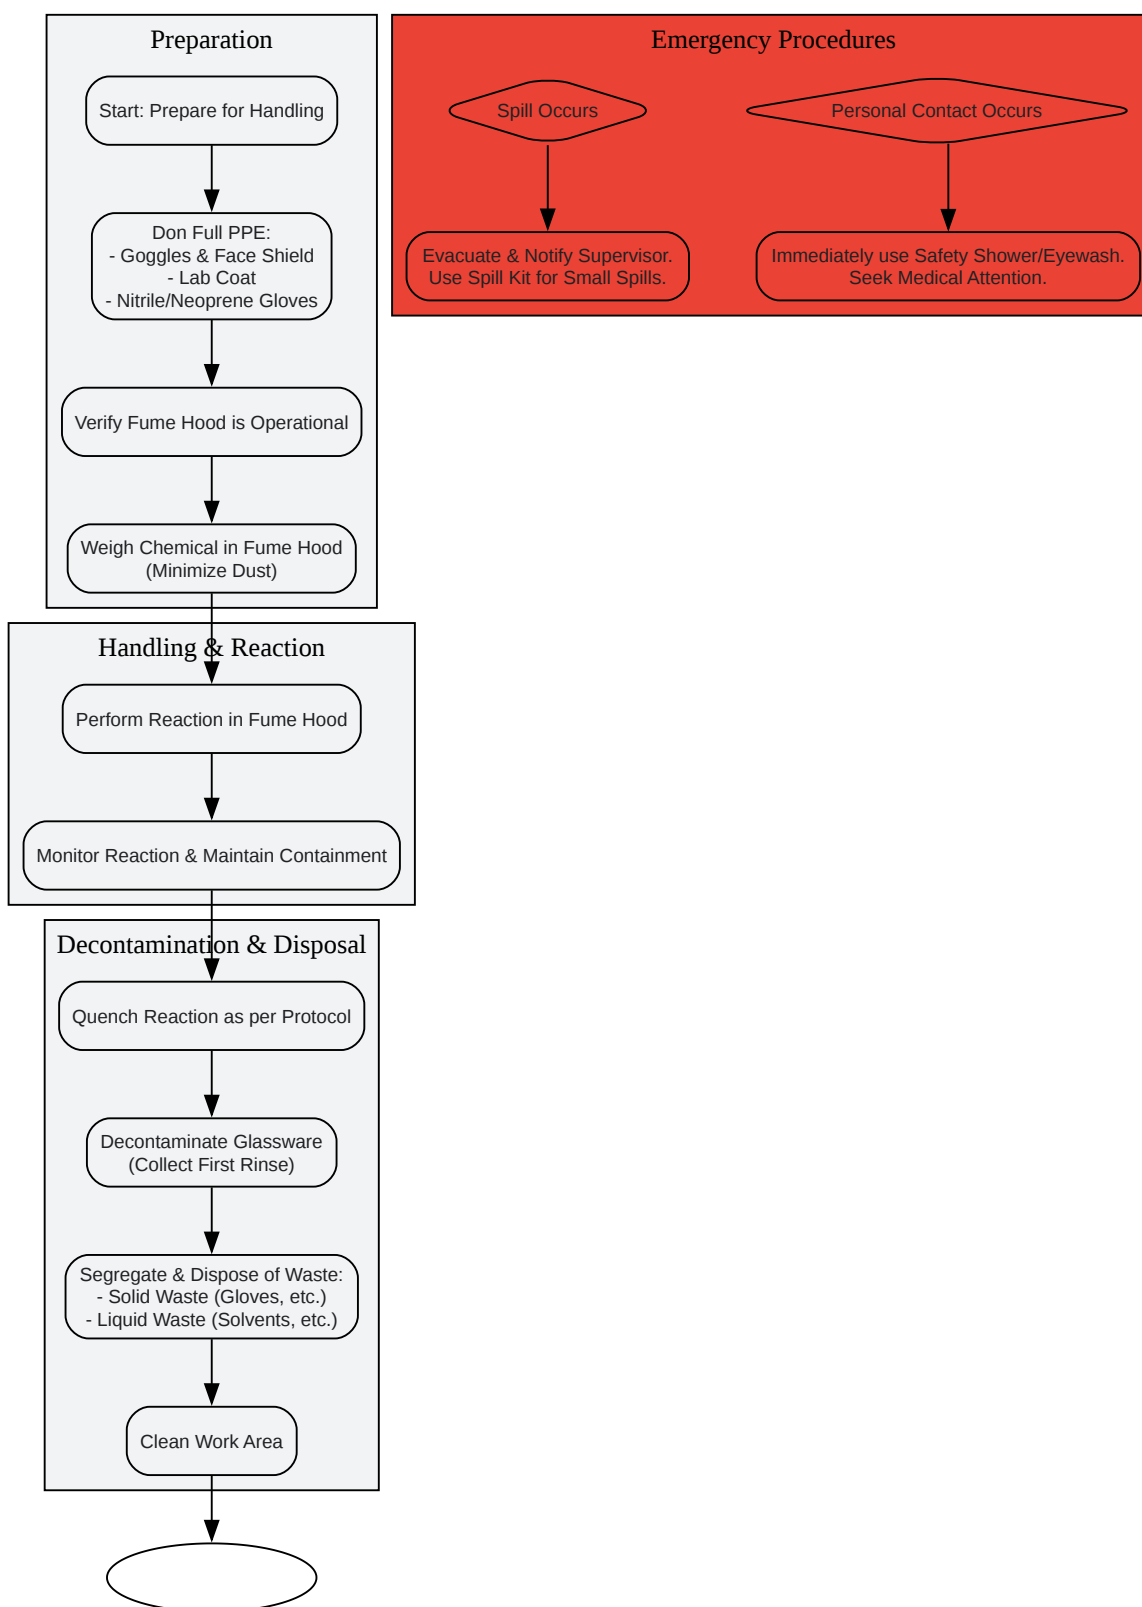 Preparation
Start: Prepare for Handling
Don Full PPE:
- Goggles & Face Shield
- Lab Coat
- Nitrile/Neoprene Gloves
Verify Fume Hood is Operational
Weigh Chemical in Fume Hood
(Minimize Dust)
Handling & Reaction
Perform Reaction in Fume Hood
Monitor Reaction & Maintain Containment
Decontamination & Disposal
Quench Reaction as per Protocol
Decontaminate Glassware
(Collect First Rinse)
Segregate & Dispose of Waste:
- Solid Waste (Gloves, etc.)
- Liquid Waste (Solvents, etc.)
Clean Work Area
Emergency Procedures
Spill Occurs
Evacuate & Notify Supervisor.
Use Spill Kit for Small Spills.
Personal Contact Occurs
Immediately use Safety Shower/Eyewash.
Seek Medical Attention.